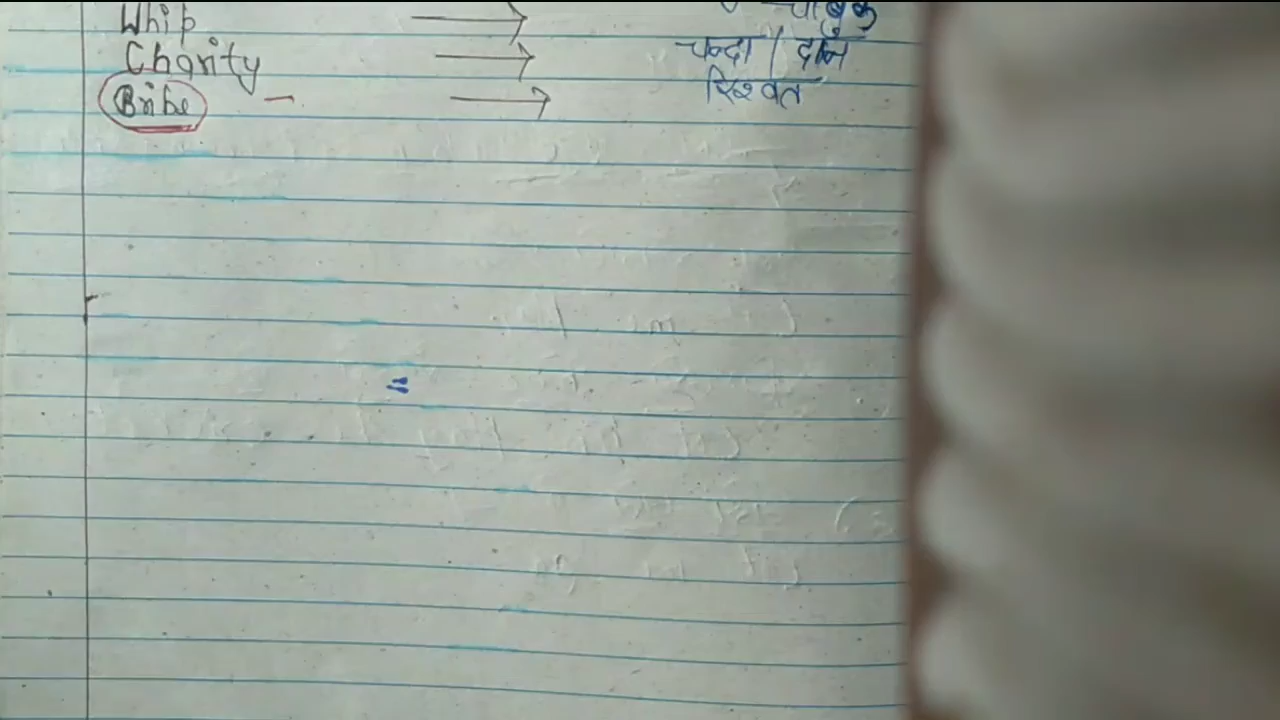 Whip → चाबुक
Charity → चन्दा / दान
Bribe - → रिश्वत